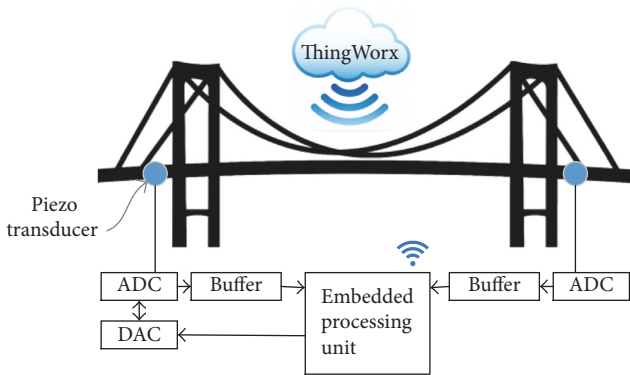 ThingWorx
Piezo
transducer
ADC
Buffer
Embedded
processing
unit
Buffer
ADC
DAC